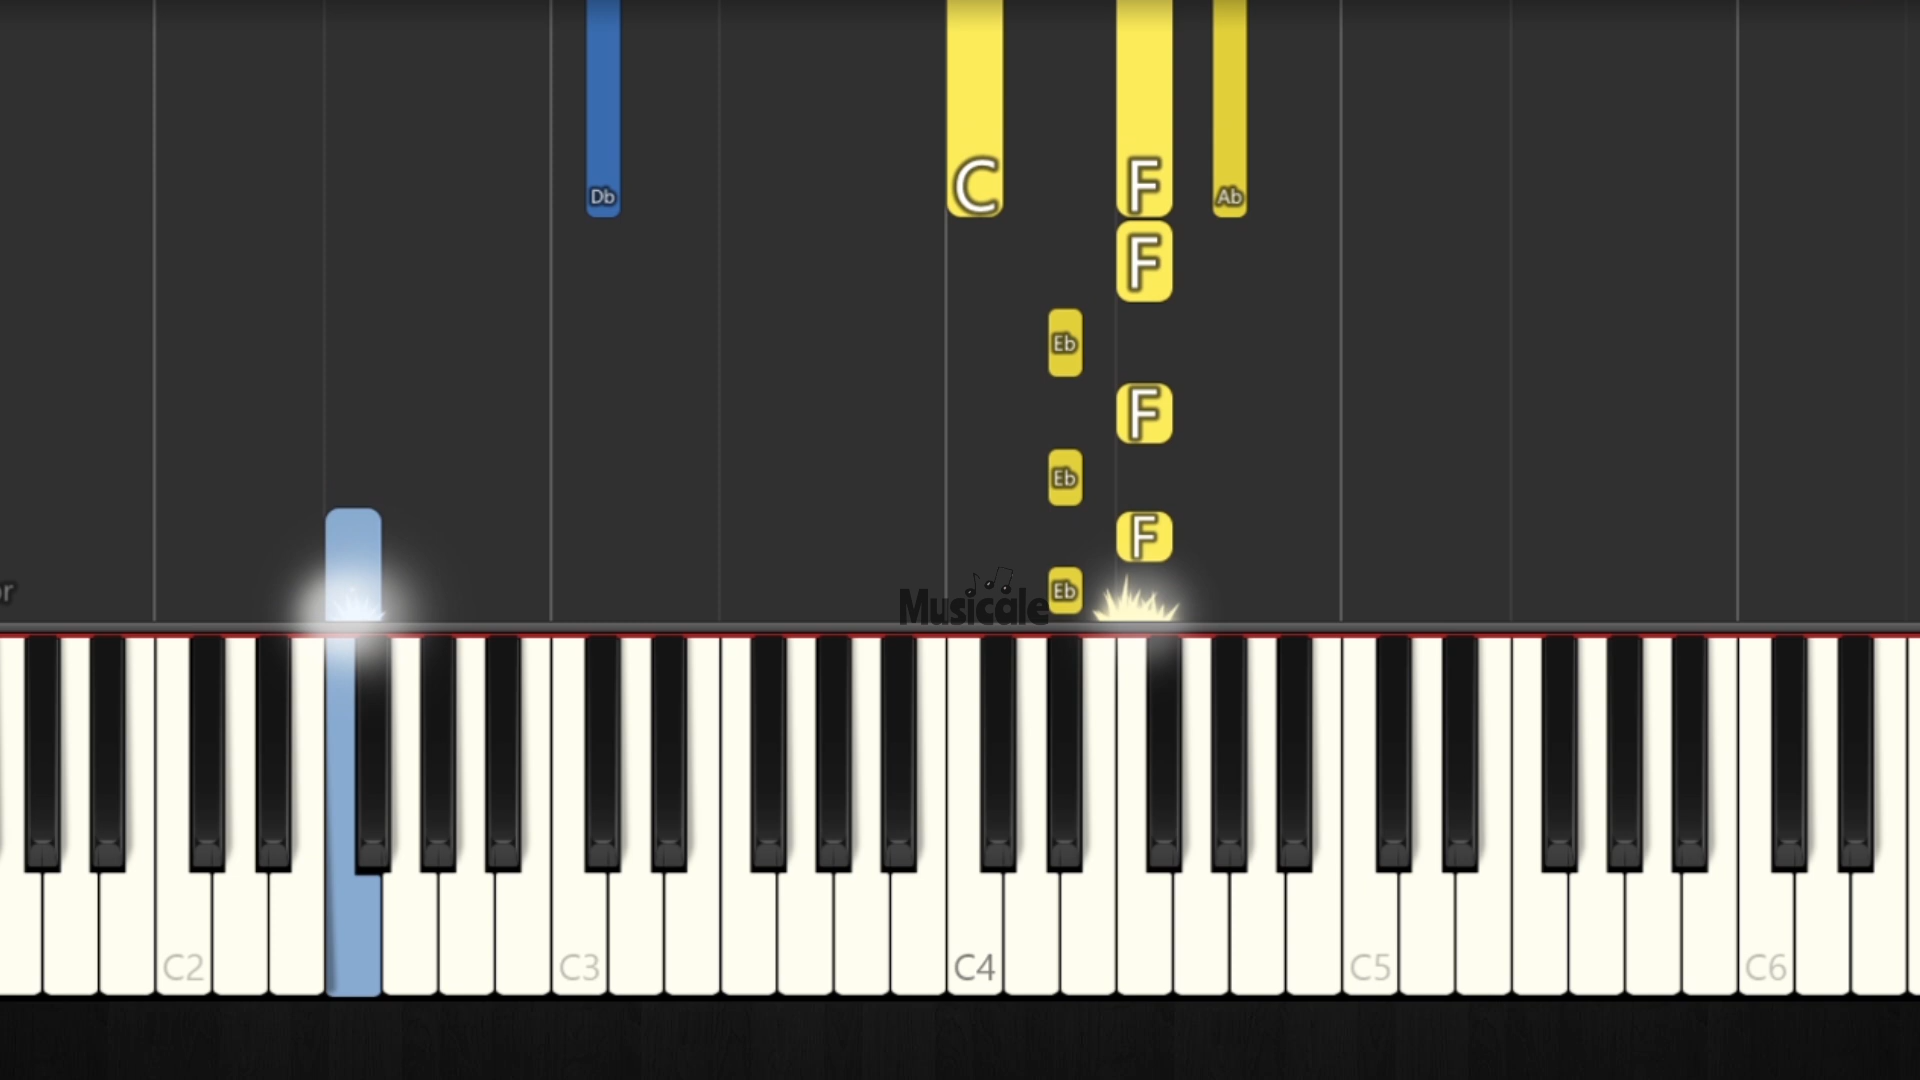 Db C F Ab
F
Eb
F
Eb
F
Eb
Musicale
C2 C3 C4 C5 C6